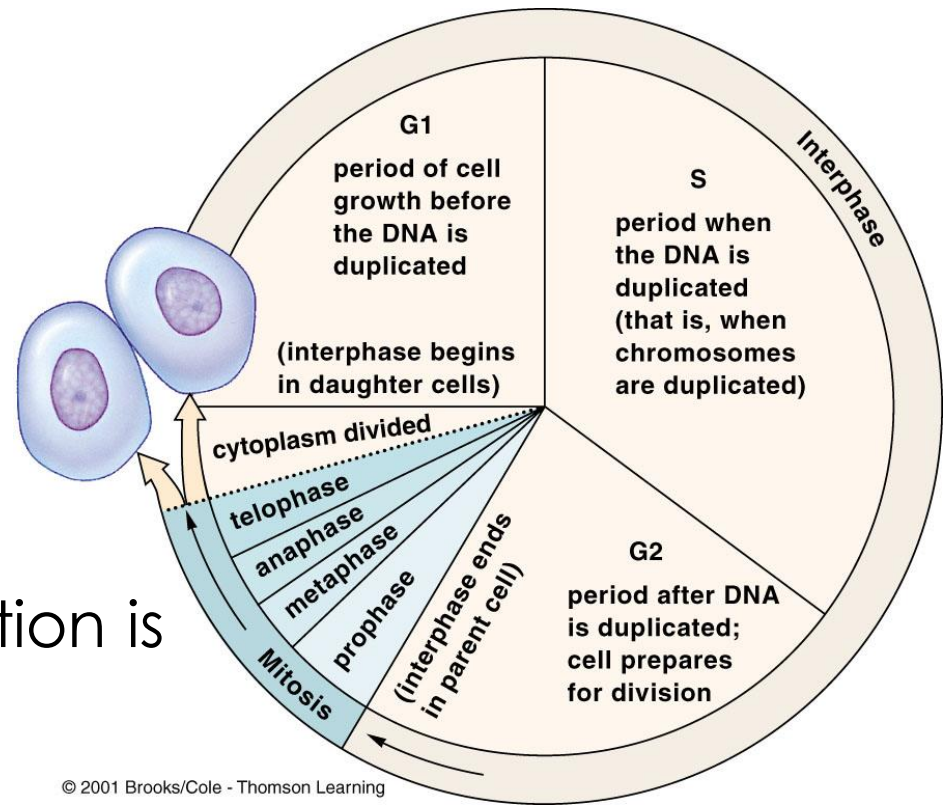 G1
period of cell
growth before
the DNA is
duplicated
(interphase begins
in daughter cells)
S
period when
the DNA is
duplicated
(that is, when
chromosomes
are duplicated)
Interphase
G2
period after DNA
is duplicated;
cell prepares
for division
(interphase ends
in parent cell)
prophase
metaphase
anaphase
telophase
cytoplasm divided
Mitosis
tion is
© 2001 Brooks/Cole - Thomson Learning